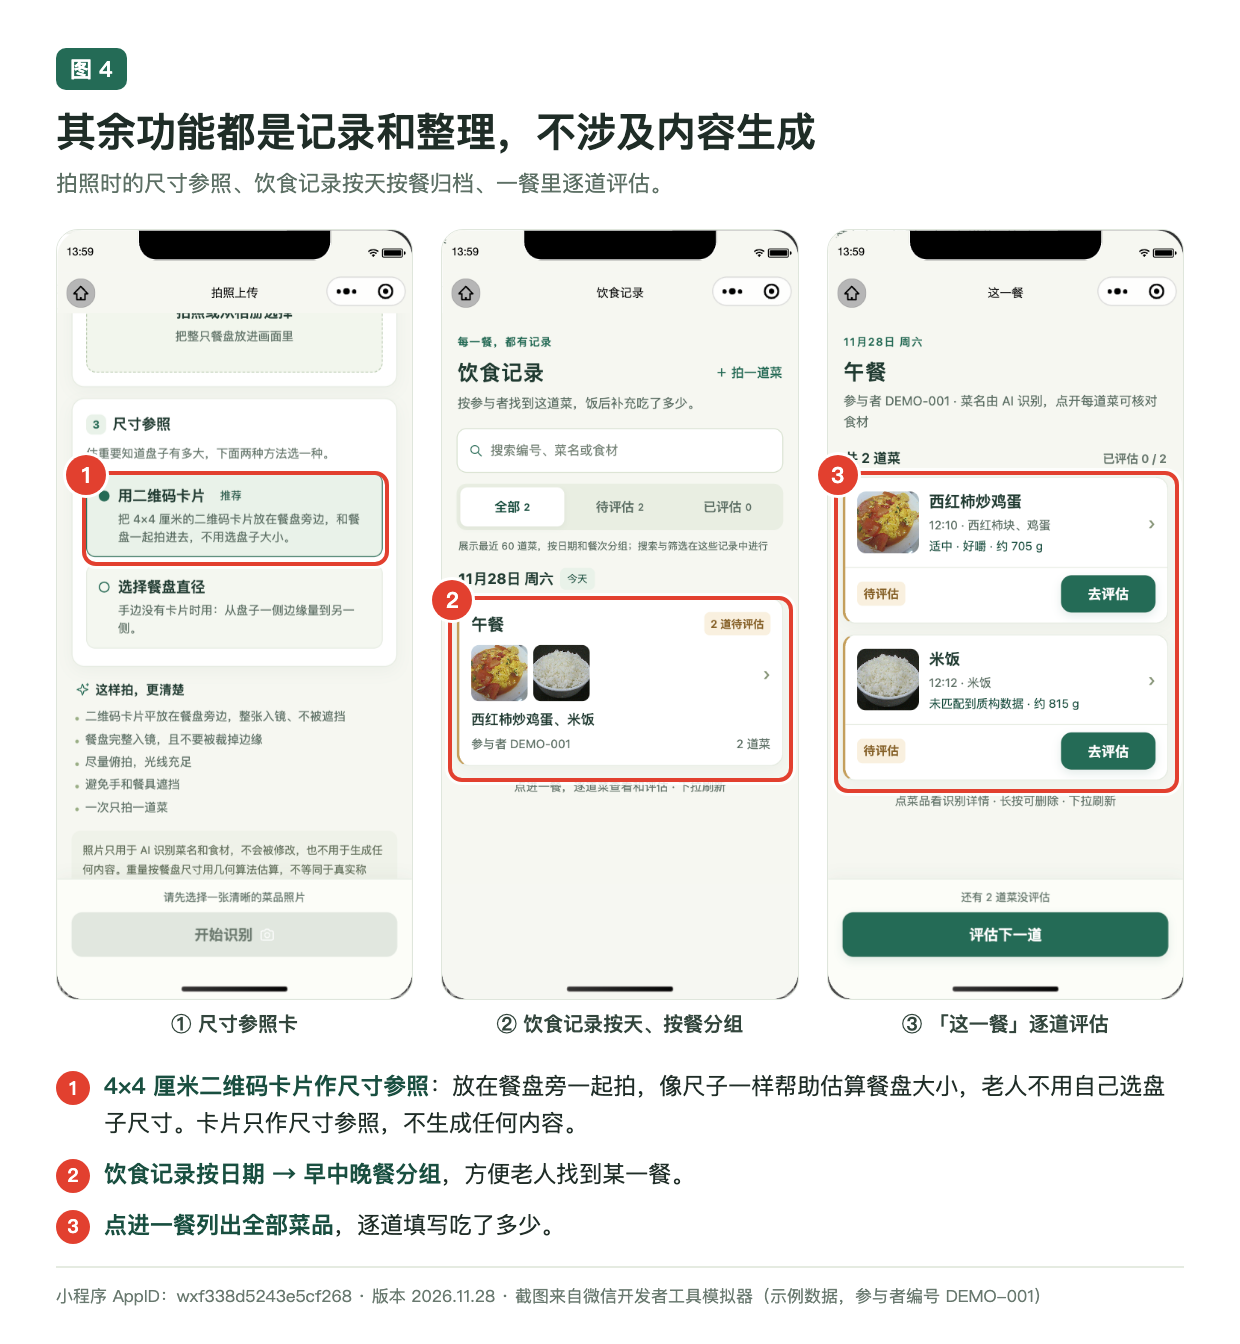 图 4
其余功能都是记录和整理，不涉及内容生成
拍照时的尺寸参照、饮食记录按天按餐归档、一餐里逐道评估。
13:59
拍照上传
把整只餐盘放进画面里
3 尺寸参照
重要知道盘子有多大，下面两种方法选一种。
1
用二维码卡片 推荐
把 4×4 厘米的二维码卡片放在餐盘旁边，和餐
盘一起拍进去，不用选盘子大小。
选择餐盘直径
手边没有卡片时用：从盘子一侧边缘量到另一
侧。
这样拍，更清楚
二维码卡片平放在餐盘旁边，整张入镜、不被遮挡
餐盘完整入镜，且不要被裁掉边缘
尽量俯拍，光线充足
避免手和餐具遮挡
一次只拍一道菜
照片只用于 AI 识别菜名和食材，不会被修改，也不用于生成任
何内容。重量按餐盘尺寸用几何算法估算，不等同于真实称
请先选择一张清晰的菜品照片
开始识别
① 尺寸参照卡
13:59
饮食记录
每一餐，都有记录
饮食记录
+ 拍一道菜
按参与者找到这道菜，饭后补充吃了多少。
搜索编号、菜名或食材
全部 2 待评估 2 已评估 0
展示最近 60 道菜，按日期和餐次分组；搜索与筛选在这些记录中进行
11月28日 周六 今天
2
午餐 2 道待评估
西红柿炒鸡蛋、米饭
参与者 DEMO-001 2 道菜
点进一餐，逐道菜查看和评估 · 下拉刷新
② 饮食记录按天、按餐分组
13:59
这一餐
11月28日 周六
午餐
参与者 DEMO-001 · 菜名由 AI 识别，点开每道菜可核对
食材
共 2 道菜 已评估 0 / 2
3
西红柿炒鸡蛋
12:10 · 西红柿块、鸡蛋
适中 · 好嚼 · 约 705 g
待评估 去评估
米饭
12:12 · 米饭
未匹配到质构数据 · 约 815 g
待评估 去评估
点菜品看识别详情 · 长按可删除 · 下拉刷新
还有 2 道菜没评估
评估下一道
③ 「这一餐」逐道评估
1 4×4 厘米二维码卡片作尺寸参照：放在餐盘旁一起拍，像尺子一样帮助估算餐盘大小，老人不用自己选盘
子尺寸。卡片只作尺寸参照，不生成任何内容。
2 饮食记录按日期 → 早中晚餐分组，方便老人找到某一餐。
3 点进一餐列出全部菜品，逐道填写吃了多少。
小程序 AppID：wxf338d5243e5cf268 · 版本 2026.11.28 · 截图来自微信开发者工具模拟器（示例数据，参与者编号 DEMO-001）